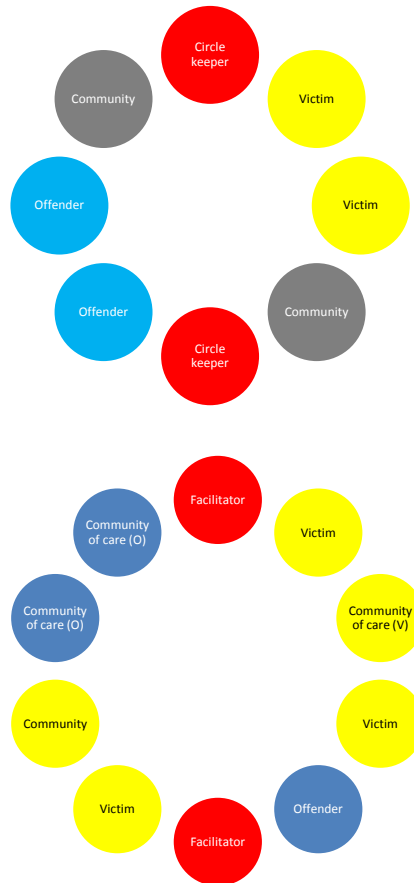 Circle
keeper
Community
Victim
Offender
Victim
Offender
Community
Circle
keeper
Facilitator
Community
of care (O)
Victim
Community
of care (O)
Community
of care (V)
Community
Victim
Victim
Offender
Facilitator